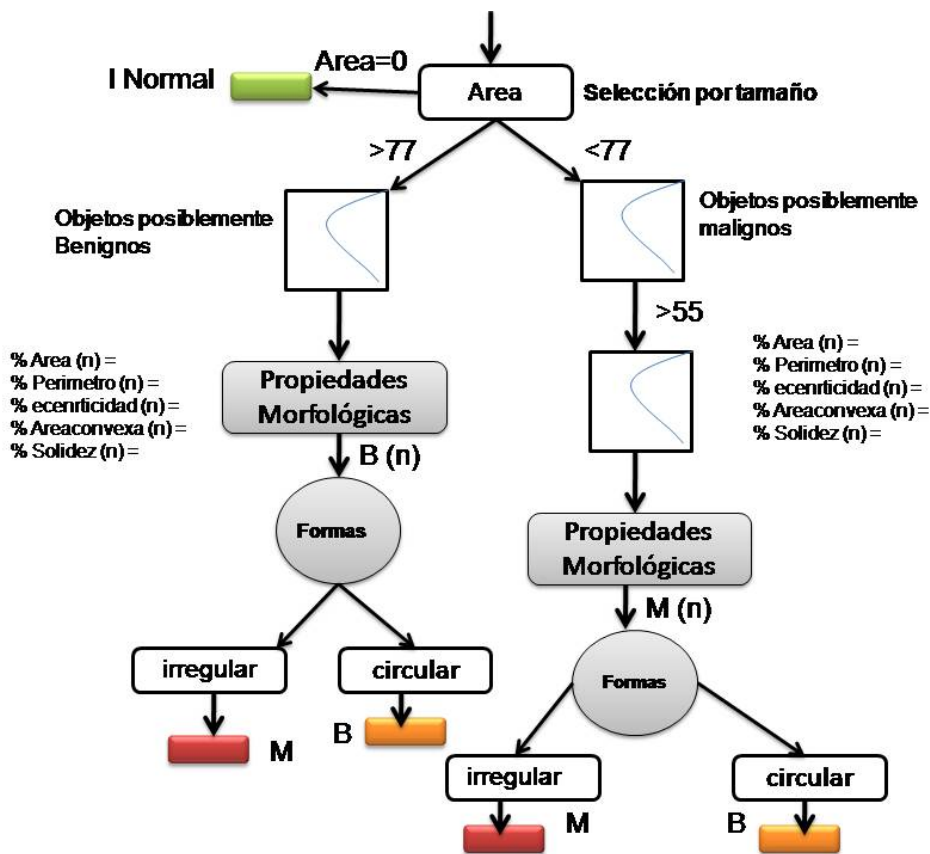 Area=0
I Normal
Area
Selección por tamaño
>77
<77
Objetos posiblemente
Benignos
Objetos posiblemente
malignos
>55
% Area (n) =
% Perimetro (n) =
% ecenrticidad (n) =
% Areaconvexa (n) =
% Solidez (n) =
Propiedades
Morfológicas
% Area (n) =
% Perimetro (n) =
% ecenrticidad (n) =
% Areaconvexa (n) =
% Solidez (n) =
B (n)
Formas
Propiedades
Morfológicas
M (n)
Formas
irregular
circular
M
B
irregular
circular
M
B